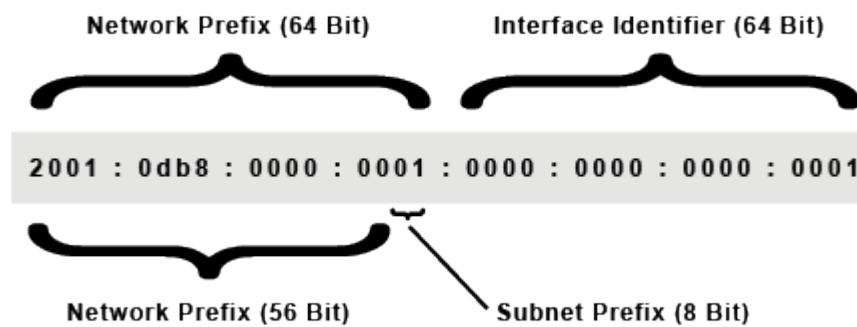 Network Prefix (64 Bit) Interface Identifier (64 Bit)
2001 : 0db8 : 0000 : 0001 : 0000 : 0000 : 0000 : 0001
Network Prefix (56 Bit) Subnet Prefix (8 Bit)